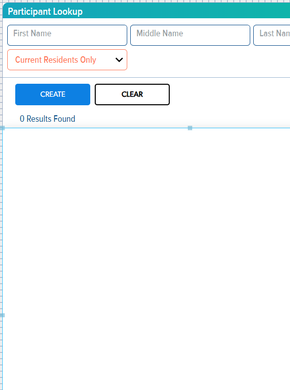 Participant Lookup
First Name
Middle Name
Last Nam
Current Residents Only
CREATE
CLEAR
0 Results Found